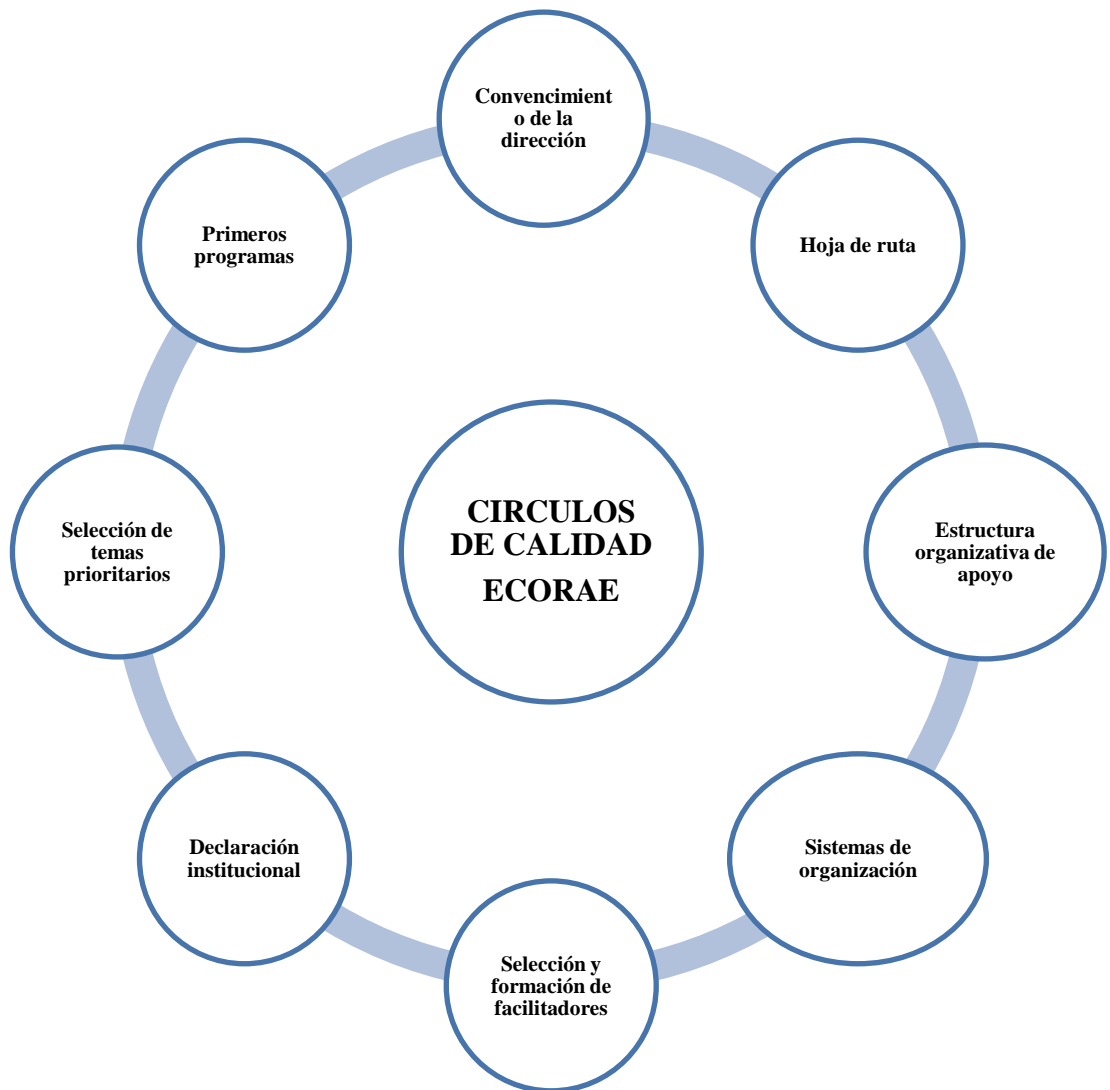 Convencimient
o de la
dirección
Hoja de ruta
Estructura
organizativa de
apoyo
Sistemas de
organización
Selección y
formación de
facilitadores
Declaración
institucional
Selección de
temas
prioritarios
Primeros
programas
CIRCULOS
DE CALIDAD
ECORAE